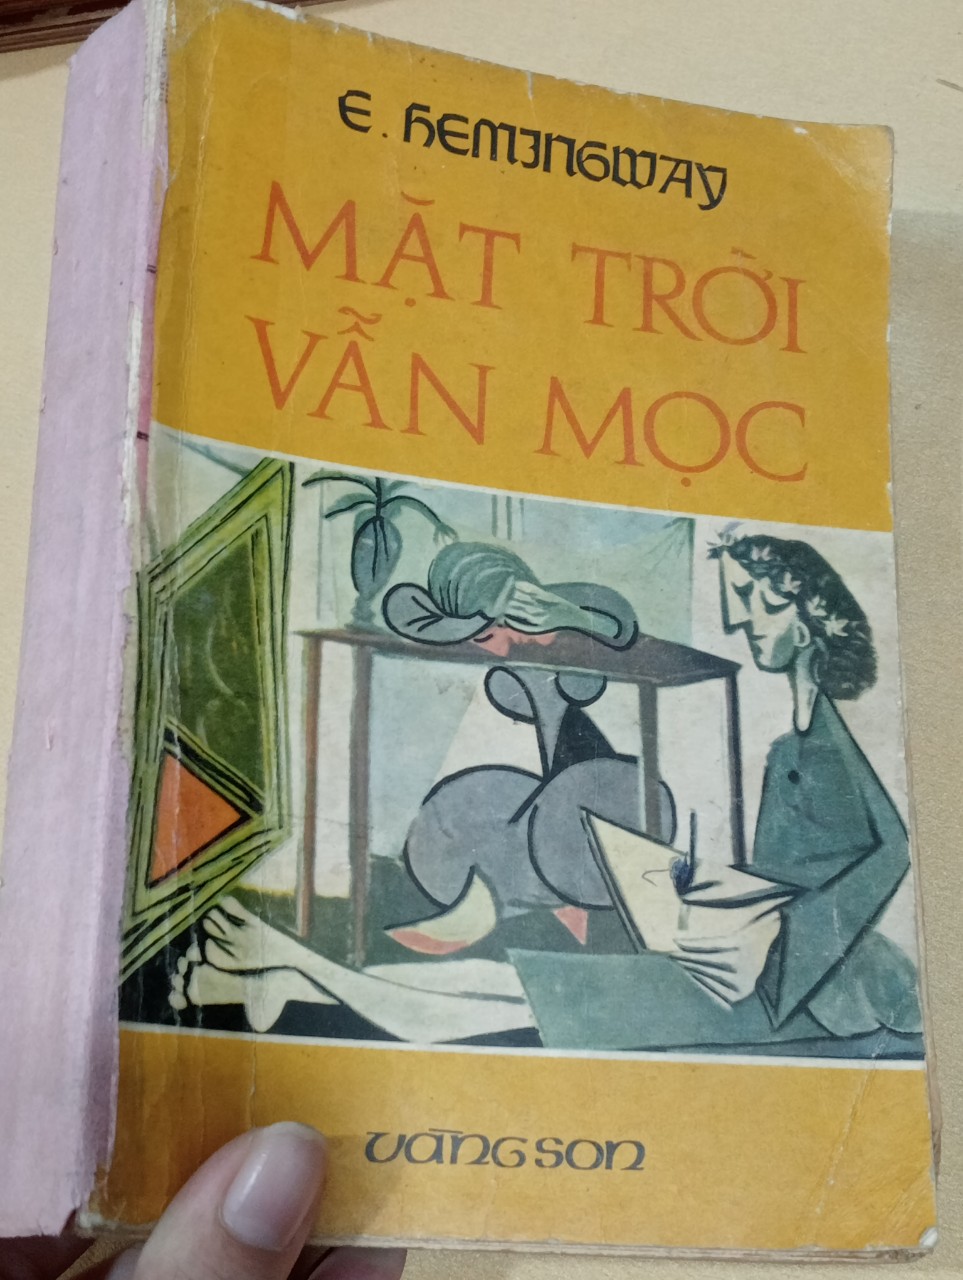 E. HEMINGWAY
MẶT TRỜI
VẪN MỌC
VÀNG SON